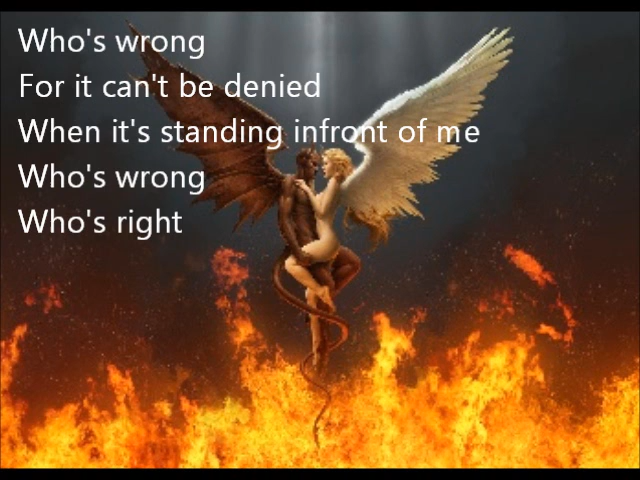 Who's wrong
For it can't be denied
When it's standing infront of me
Who's wrong
Who's right